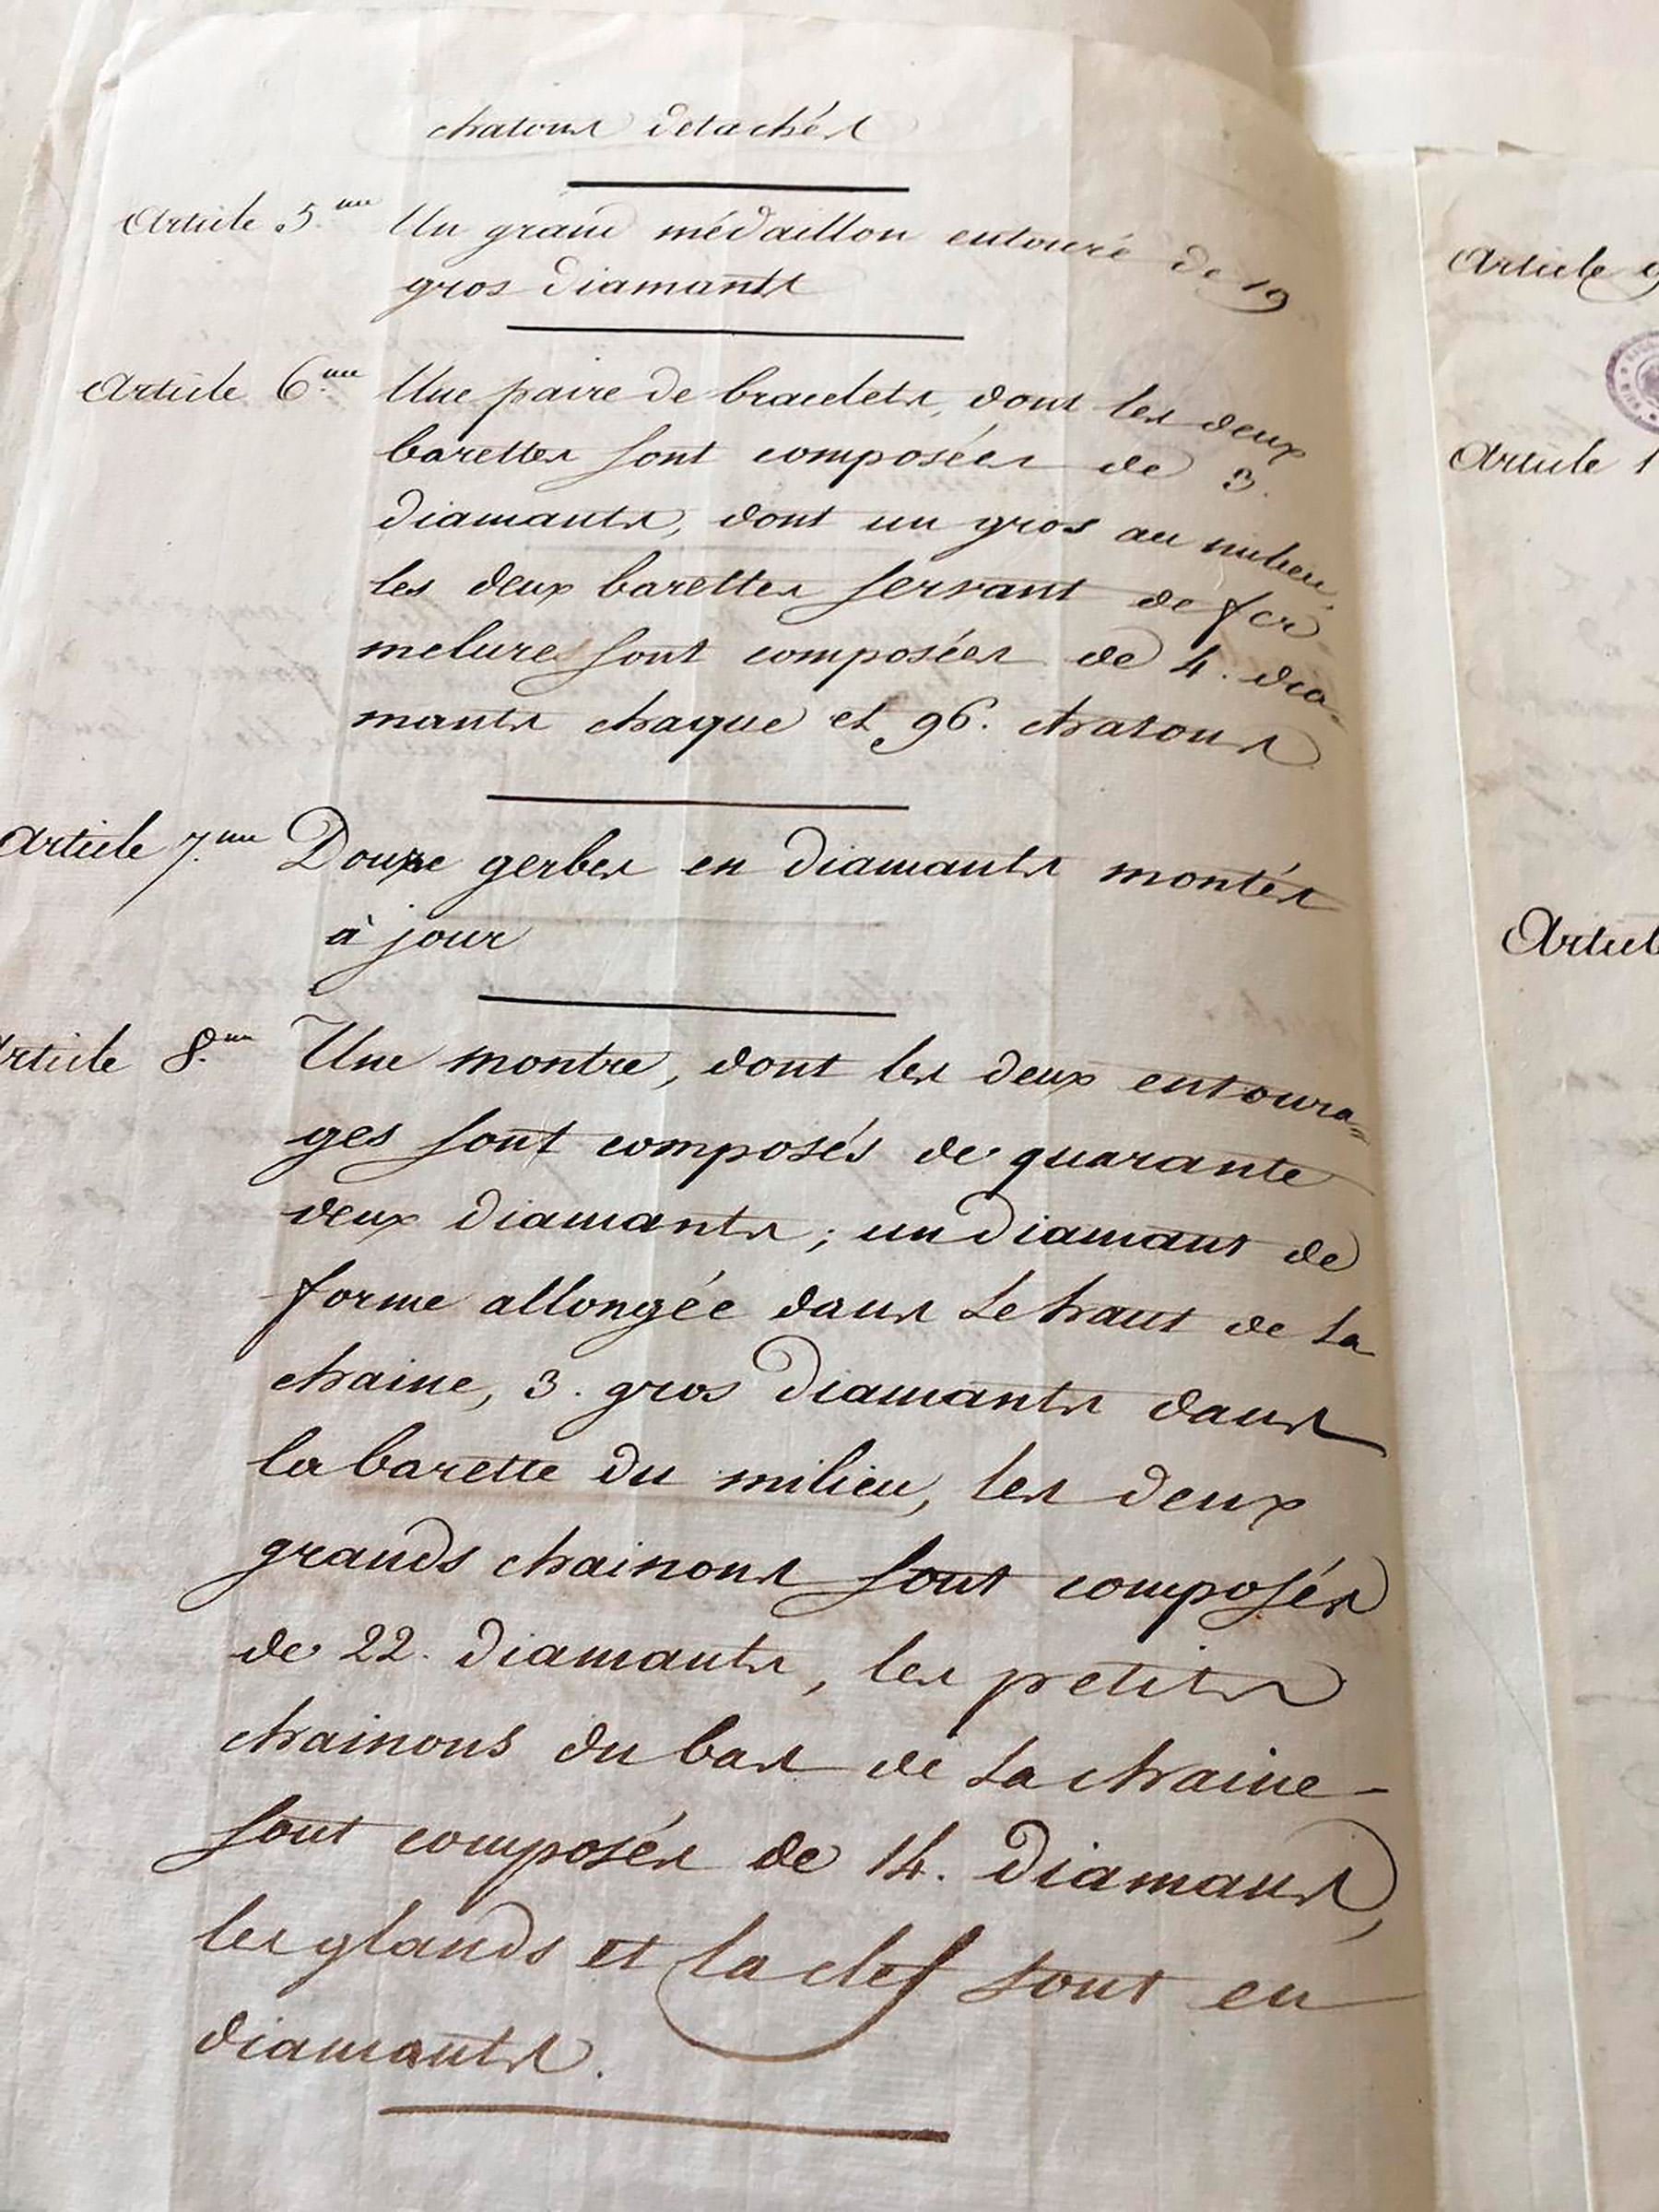 chatons detachés
Article 5.me Un grand médaillon entouré de 19
gros diamants
Article 6.me Une paire de bracelets, dont les deux
barettes sont composées de 3.
diamants, dont un gros au milieu,
les deux barettes servant de fer
metures sont composées de 4. dia-
mants chaque et 96. chatons
Article 7.me Douze gerbes en diamants montés
à jour
Article 8.me Une montre, dont les deux entoura=
ges sont composés de quarante
deux diamants; un diamant de
forme allongée dans le haut de la
chaine, 3. gros diamants dans
la barette du milieu, les deux
grands chainons sont composés
de 22. diamants, les petits
chainons du bas de la chaine -
sont composés de 14. diamans,
les glands et la clef sont en
diamants.
Article 9
Article 1
Articl